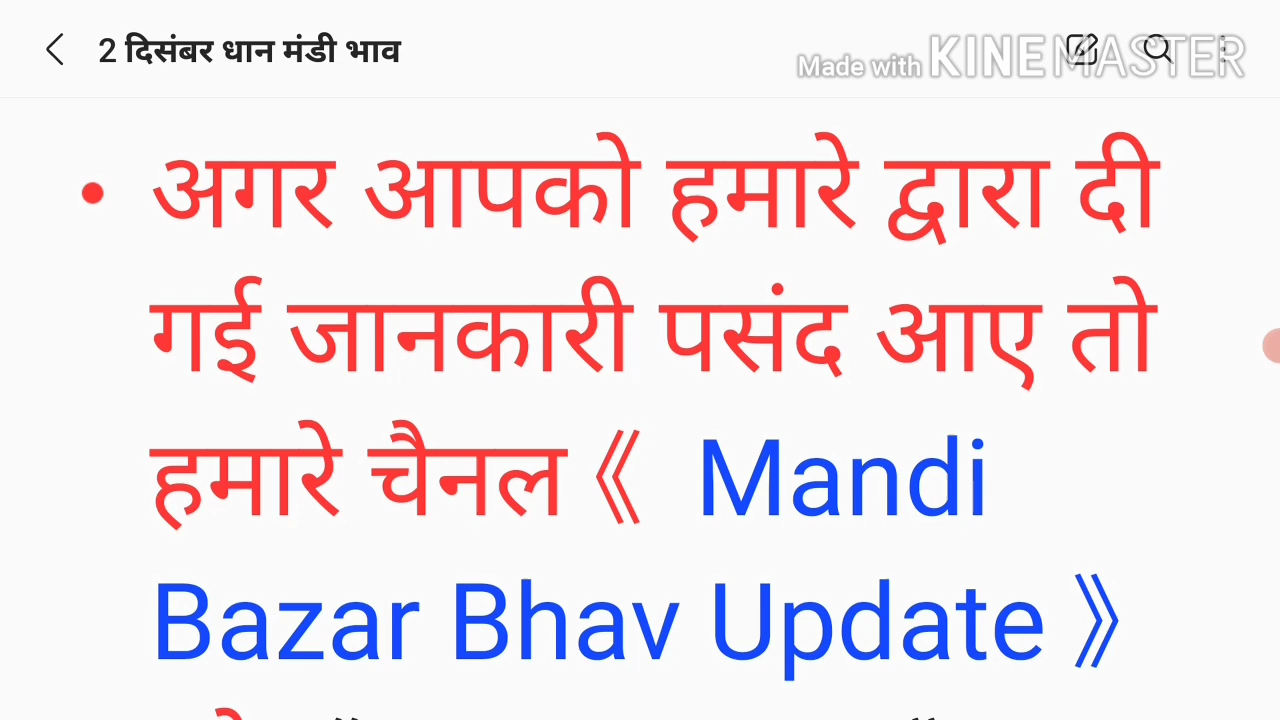 2 दिसंबर धान मंडी भाव
Made with KINEMASTER
• अगर आपको हमारे द्वारा दी
गई जानकारी पसंद आए तो
हमारे चैनल《 Mandi
Bazar Bhav Update 》